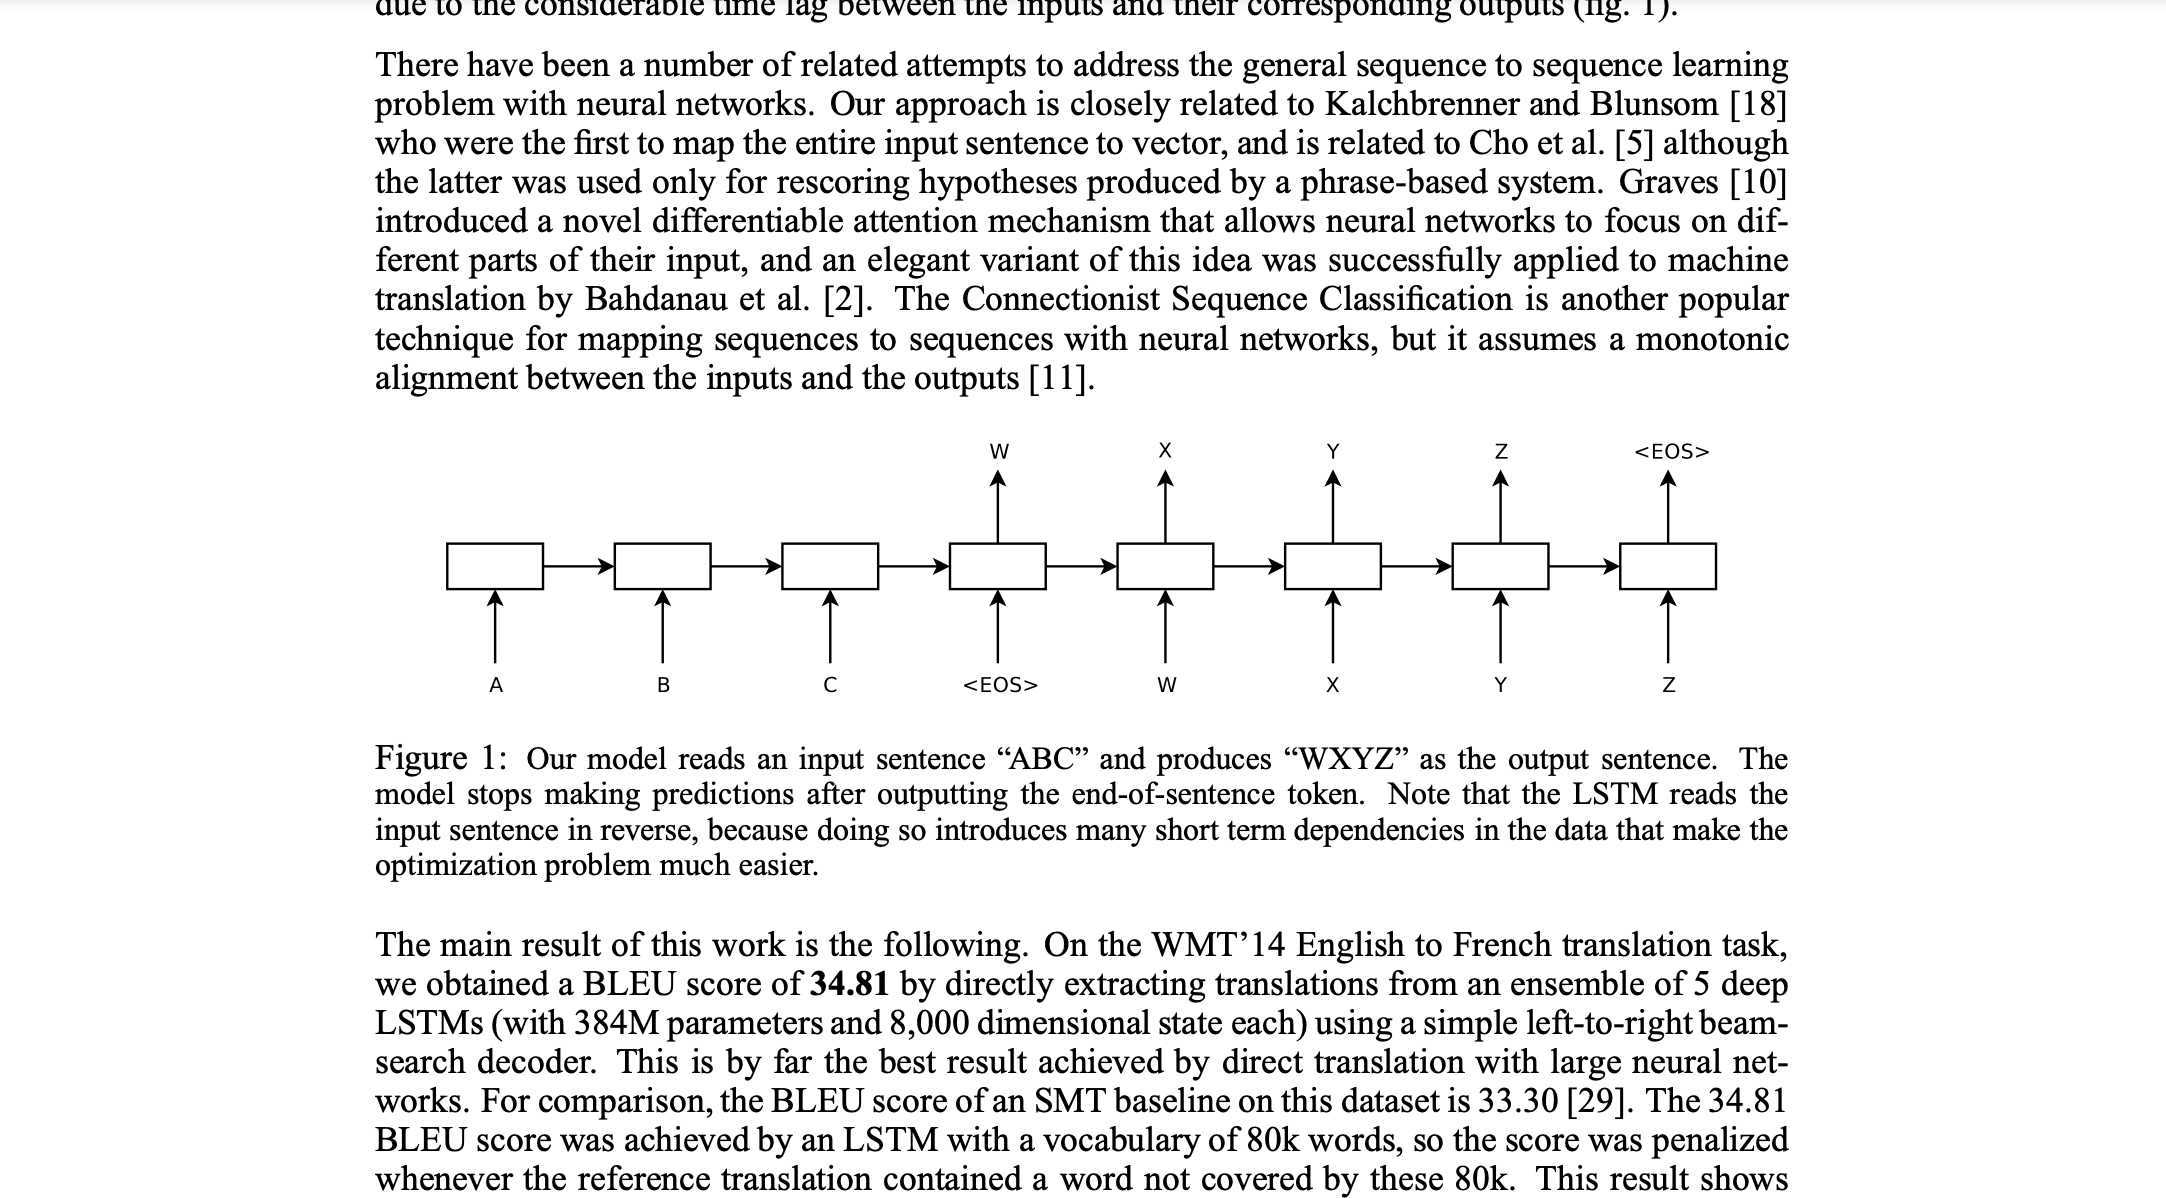 due to the considerable time lag between the inputs and their corresponding outputs (fig. 1).
There have been a number of related attempts to address the general sequence to sequence learning
problem with neural networks. Our approach is closely related to Kalchbrenner and Blunsom [18]
who were the first to map the entire input sentence to vector, and is related to Cho et al. [5] although
the latter was used only for rescoring hypotheses produced by a phrase-based system. Graves [10]
introduced a novel differentiable attention mechanism that allows neural networks to focus on dif-
ferent parts of their input, and an elegant variant of this idea was successfully applied to machine
translation by Bahdanau et al. [2]. The Connectionist Sequence Classification is another popular
technique for mapping sequences to sequences with neural networks, but it assumes a monotonic
alignment between the inputs and the outputs [11].
W X Y Z <EOS>
A B C <EOS> W X Y Z
Figure 1: Our model reads an input sentence “ABC” and produces “WXYZ” as the output sentence. The
model stops making predictions after outputting the end-of-sentence token. Note that the LSTM reads the
input sentence in reverse, because doing so introduces many short term dependencies in the data that make the
optimization problem much easier.
The main result of this work is the following. On the WMT’14 English to French translation task,
we obtained a BLEU score of 34.81 by directly extracting translations from an ensemble of 5 deep
LSTMs (with 384M parameters and 8,000 dimensional state each) using a simple left-to-right beam-
search decoder. This is by far the best result achieved by direct translation with large neural net-
works. For comparison, the BLEU score of an SMT baseline on this dataset is 33.30 [29]. The 34.81
BLEU score was achieved by an LSTM with a vocabulary of 80k words, so the score was penalized
whenever the reference translation contained a word not covered by these 80k. This result shows